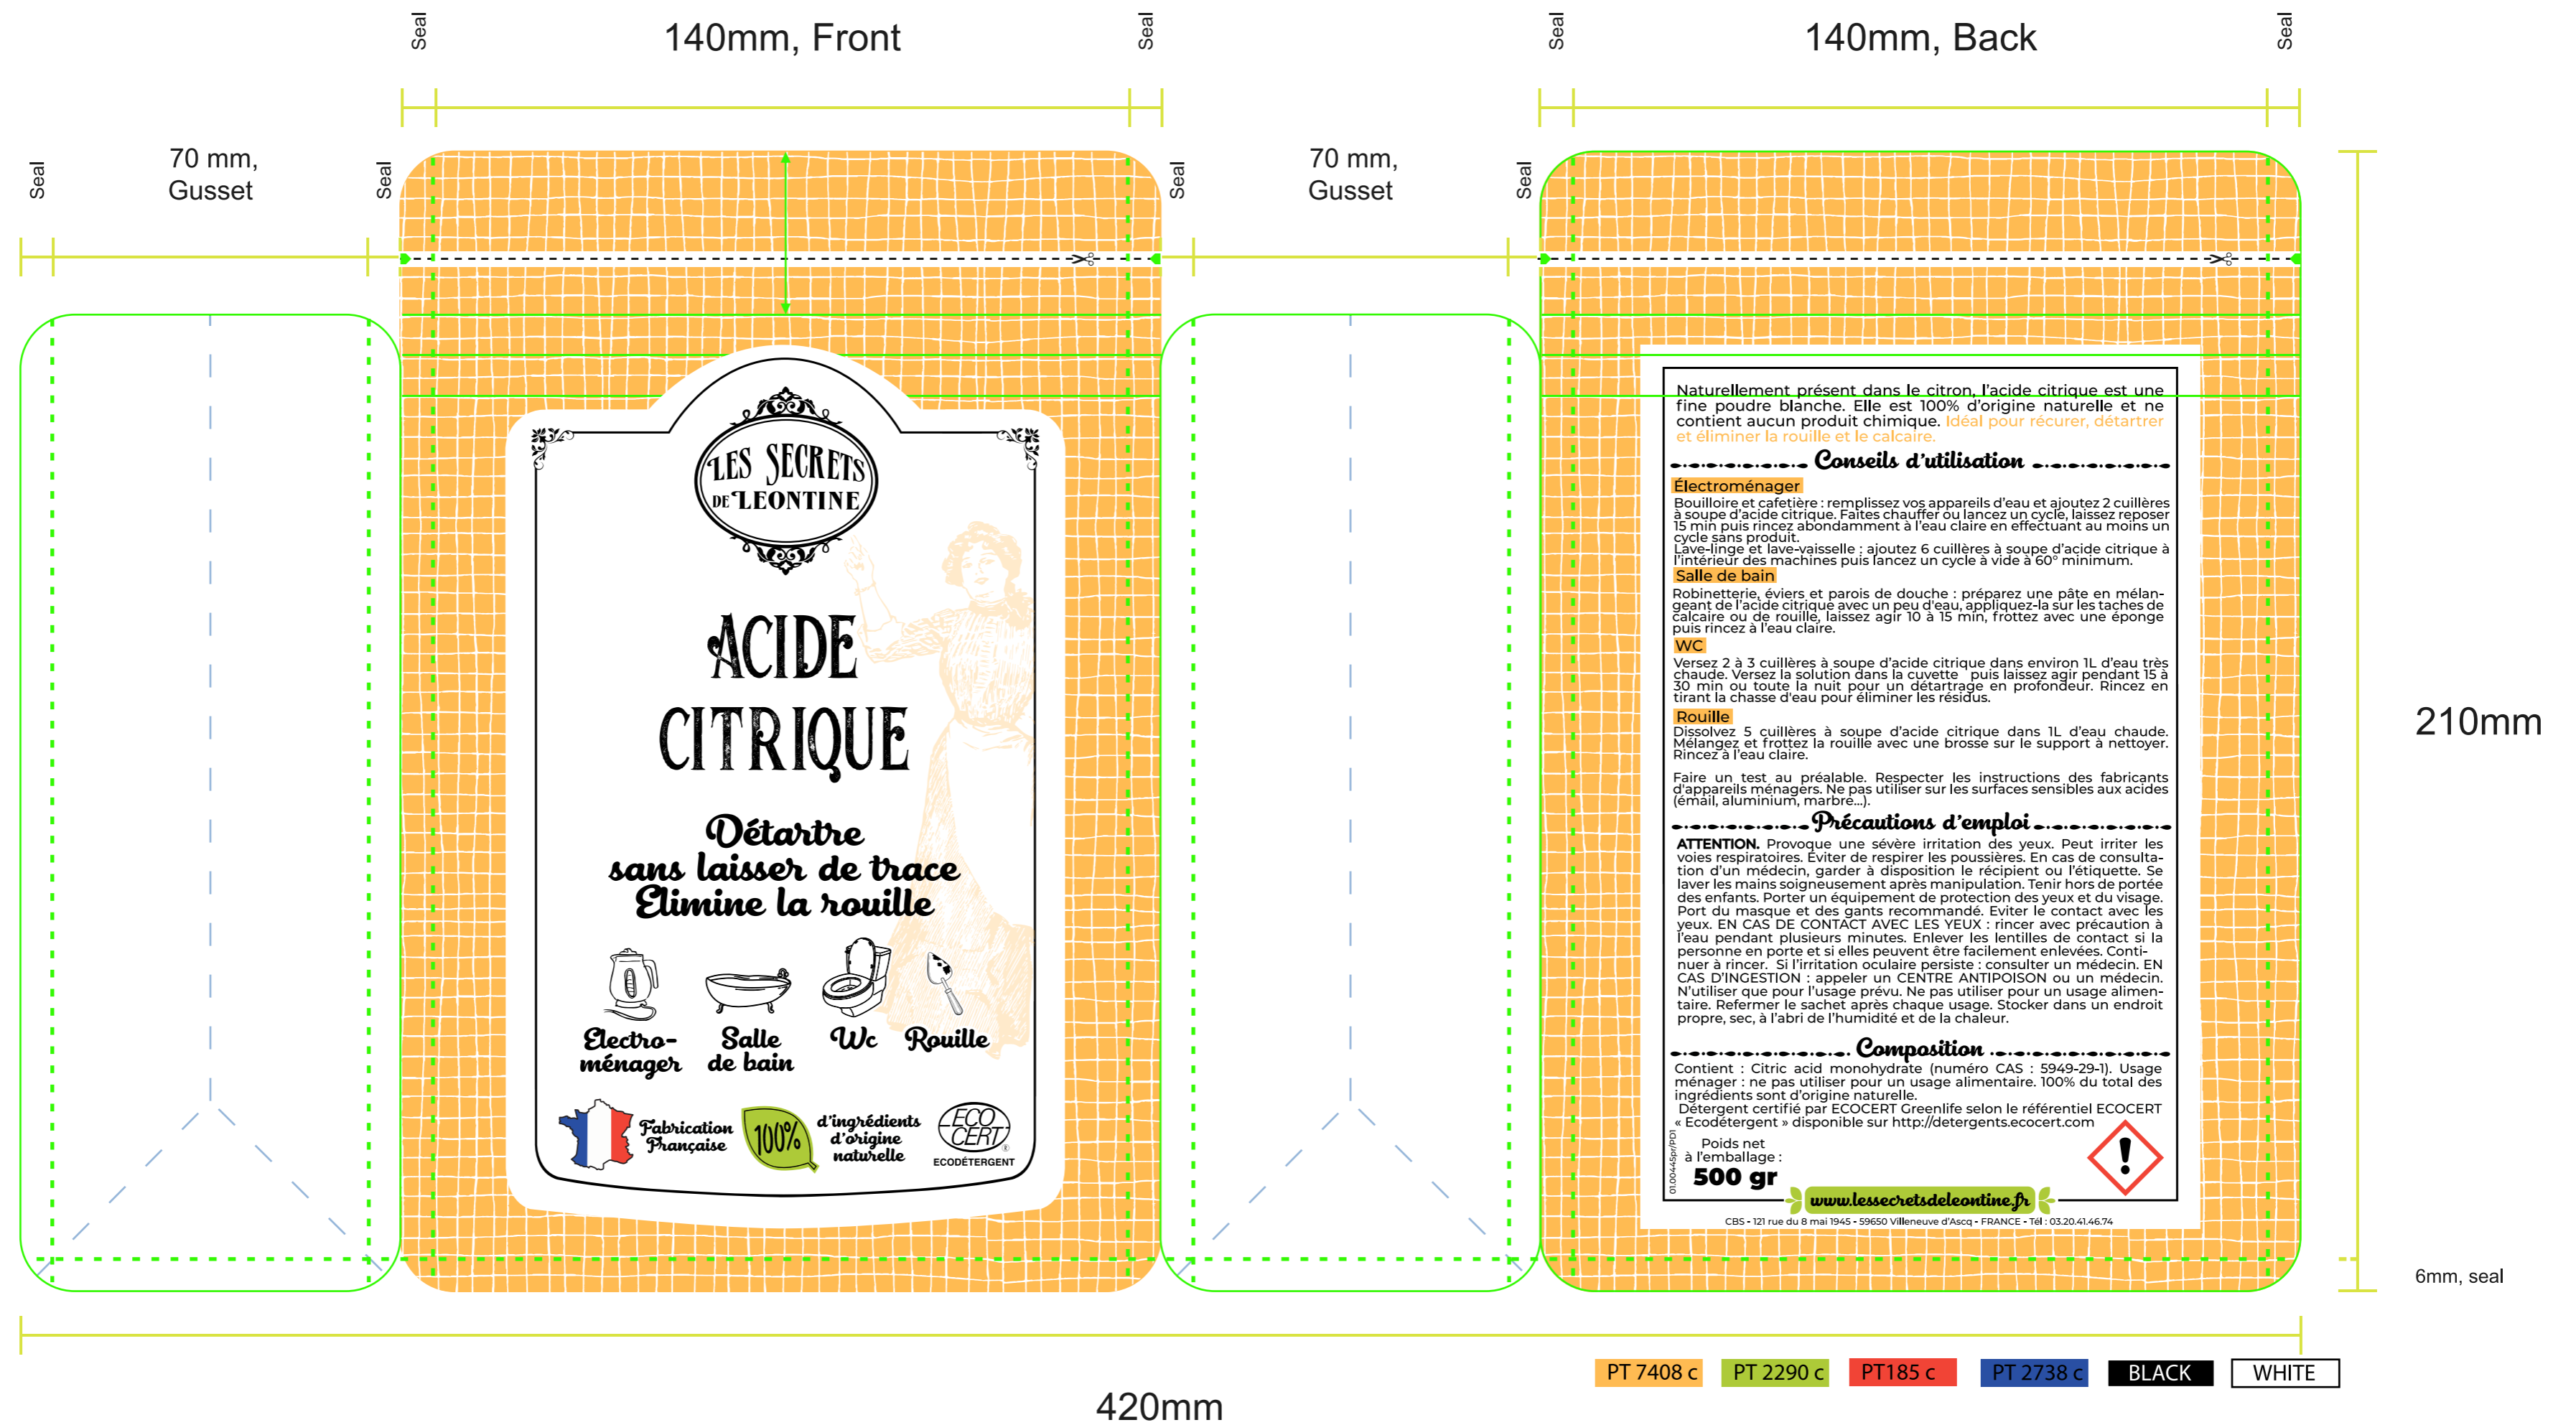 Seal
140mm, Front
Seal
Seal
140mm, Back
Seal
Seal
70 mm,
Gusset
Seal
Seal
70 mm,
Gusset
Seal
LES SECRETS
DE LEONTINE
ACIDE
CITRIQUE
Détartre
sans laisser de trace
Elimine la rouille
Electro-
ménager
Salle
de bain
Wc
Rouille
Fabrication
Française
100%
d'ingrédients
d'origine
naturelle
ECO
CERT
®
ECODÉTERGENT
Naturellement présent dans le citron, l'acide citrique est une
fine poudre blanche. Elle est 100% d'origine naturelle et ne
contient aucun produit chimique. Idéal pour récurer, détartrer
et éliminer la rouille et le calcaire.
Conseils d'utilisation
Électroménager
Bouilloire et cafetière : remplissez vos appareils d'eau et ajoutez 2 cuillères
à soupe d'acide citrique. Faites chauffer ou lancez un cycle, laissez reposer
15 min puis rincez abondamment à l'eau claire en effectuant au moins un
cycle sans produit.
Lave-linge et lave-vaisselle : ajoutez 6 cuillères à soupe d'acide citrique à
l'intérieur des machines puis lancez un cycle à vide à 60° minimum.
Salle de bain
Robinetterie, éviers et parois de douche : préparez une pâte en mélan-
geant de l'acide citrique avec un peu d'eau, appliquez-la sur les taches de
calcaire ou de rouille, laissez agir 10 à 15 min, frottez avec une éponge
puis rincez à l'eau claire.
WC
Versez 2 à 3 cuillères à soupe d'acide citrique dans environ 1L d'eau très
chaude. Versez la solution dans la cuvette puis laissez agir pendant 15 à
30 min ou toute la nuit pour un détartrage en profondeur. Rincez en
tirant la chasse d'eau pour éliminer les résidus.
Rouille
Dissolvez 5 cuillères à soupe d'acide citrique dans 1L d'eau chaude.
Mélangez et frottez la rouille avec une brosse sur le support à nettoyer.
Rincez à l'eau claire.
Faire un test au préalable. Respecter les instructions des fabricants
d'appareils ménagers. Ne pas utiliser sur les surfaces sensibles aux acides
(émail, aluminium, marbre...).
Précautions d'emploi
ATTENTION. Provoque une sévère irritation des yeux. Peut irriter les
voies respiratoires. Éviter de respirer les poussières. En cas de consulta-
tion d'un médecin, garder à disposition le récipient ou l'étiquette. Se
laver les mains soigneusement après manipulation. Tenir hors de portée
des enfants. Porter un équipement de protection des yeux et du visage.
Port du masque et des gants recommandé. Eviter le contact avec les
yeux. EN CAS DE CONTACT AVEC LES YEUX : rincer avec précaution à
l'eau pendant plusieurs minutes. Enlever les lentilles de contact si la
personne en porte et si elles peuvent être facilement enlevées. Conti-
nuer à rincer. Si l'irritation oculaire persiste : consulter un médecin. EN
CAS D'INGESTION : appeler un CENTRE ANTIPOISON ou un médecin.
N'utiliser que pour l'usage prévu. Ne pas utiliser pour un usage alimen-
taire. Refermer le sachet après chaque usage. Stocker dans un endroit
propre, sec, à l'abri de l'humidité et de la chaleur.
Composition
Contient : Citric acid monohydrate (numéro CAS : 5949-29-1). Usage
ménager : ne pas utiliser pour un usage alimentaire. 100% du total des
ingrédients sont d'origine naturelle.
Détergent certifié par ECOCERT Greenlife selon le référentiel ECOCERT
« Ecodétergent » disponible sur http://detergents.ecocert.com
01.00445pr/PD1
Poids net
à l'emballage :
500 gr
www.lessecretsdeleontine.fr
CBS - 121 rue du 8 mai 1945 - 59650 Villeneuve d'Ascq - FRANCE - Tél : 03.20.41.46.74
210mm
6mm, seal
PT 7408 c
PT 2290 c
PT185 c
PT 2738 c
BLACK
WHITE
420mm